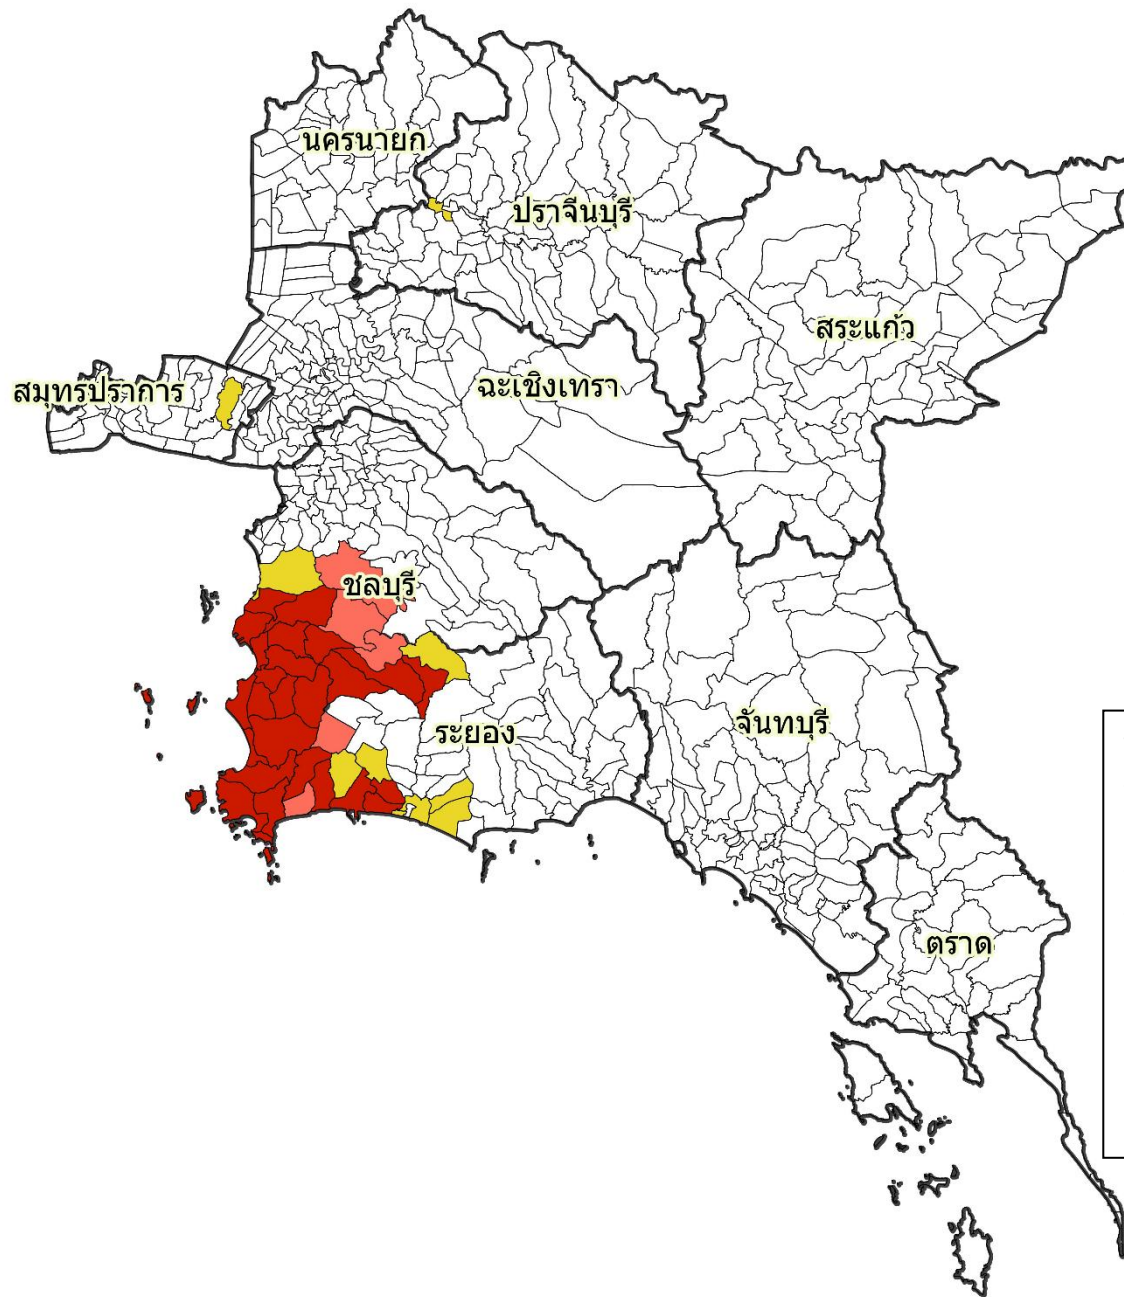 นครนายก
ปราจีนบุรี
สระแก้ว
สมุทรปราการ
ฉะเชิงเทรา
ชลบุรี
ระยอง
จันทบุรี
ตราด